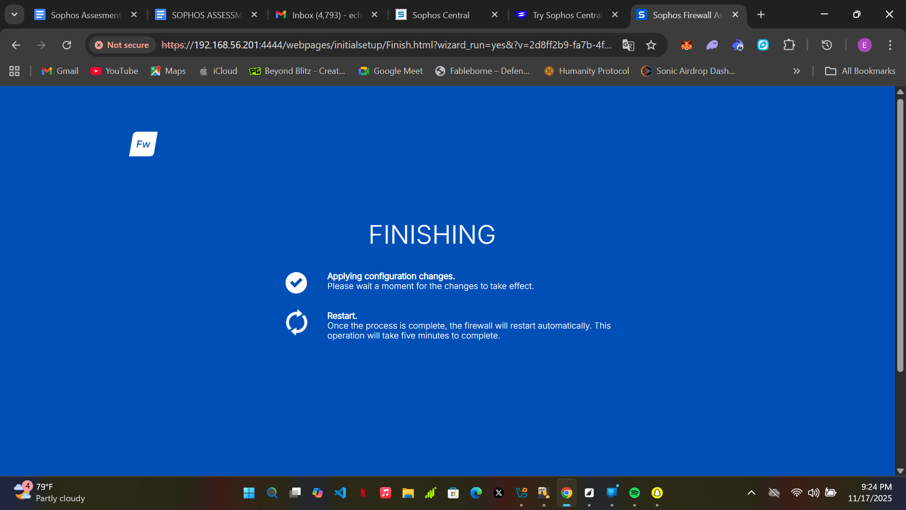 Sophos Assesment
SOPHOS ASSESSM
Inbox (4,793) - ech
Sophos Central
Try Sophos Central
Sophos Firewall As
Not secure
https://192.168.56.201:4444/webpages/initialsetup/Finish.html?wizard_run=yes&?v=2d8ff2b9-fa7b-4f...
E
Gmail
YouTube
Maps
iCloud
Beyond Blitz - Creat...
Google Meet
Fableborne – Defen...
Humanity Protocol
Sonic Airdrop Dash...
All Bookmarks
Fw
FINISHING
Applying configuration changes.
Please wait a moment for the changes to take effect.
Restart.
Once the process is complete, the firewall will restart automatically. This
operation will take five minutes to complete.
4
79°F
Partly cloudy
9:24 PM
11/17/2025